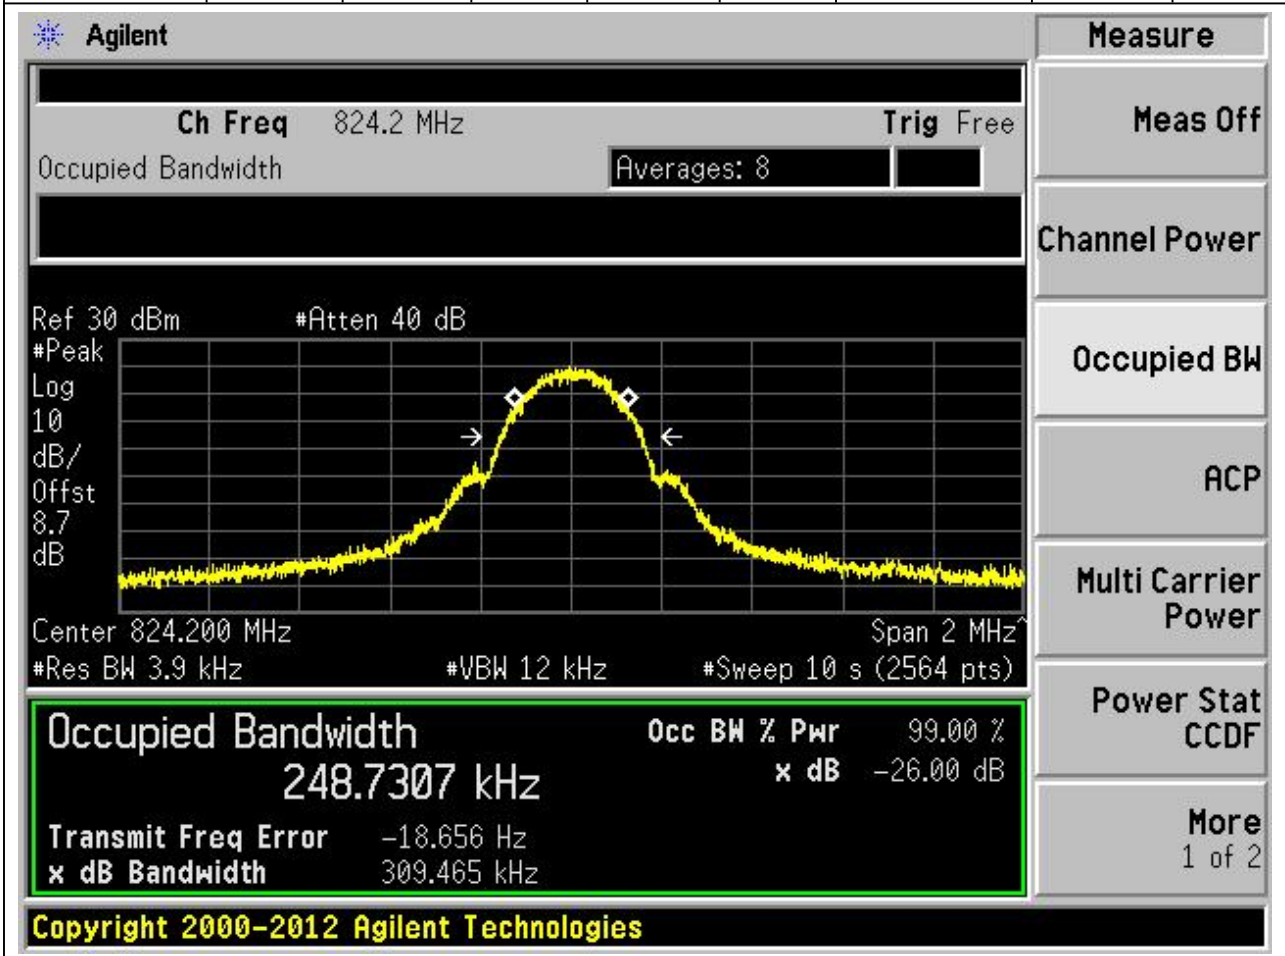 Agilent
Measure
Ch Freq 824.2 MHz Trig Free
Occupied Bandwidth Averages: 8
Meas Off
Channel Power
Occupied BW
ACP
Multi Carrier
Power
Power Stat
CCDF
More
1 of 2
Ref 30 dBm #Atten 40 dB
#Peak
Log
10
dB/
Offst
8.7
dB
Center 824.200 MHz Span 2 MHz^
#Res BW 3.9 kHz #VBW 12 kHz #Sweep 10 s (2564 pts)
Occupied Bandwidth Occ BW % Pwr 99.00 %
248.7307 kHz x dB -26.00 dB
Transmit Freq Error -18.656 Hz
x dB Bandwidth 309.465 kHz
Copyright 2000-2012 Agilent Technologies